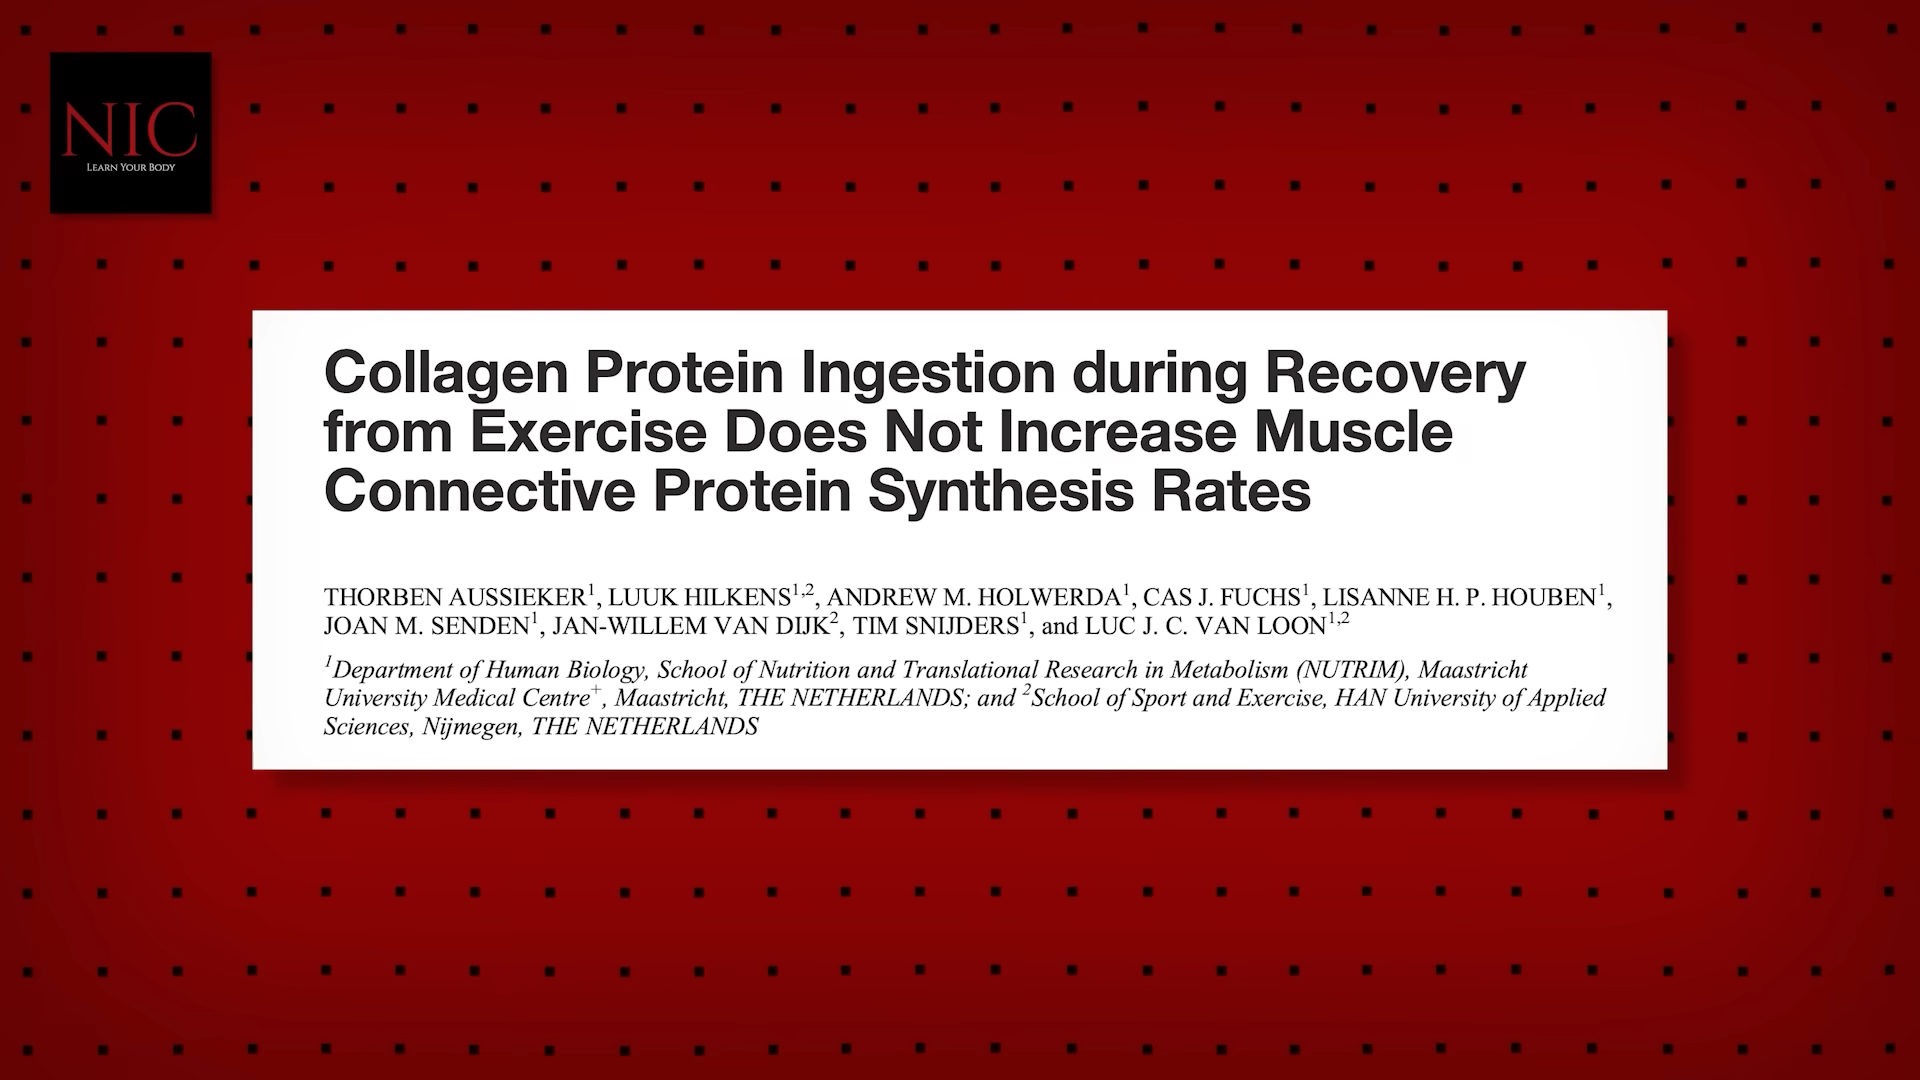 NIC
LEARN YOUR BODY
Collagen Protein Ingestion during Recovery
from Exercise Does Not Increase Muscle
Connective Protein Synthesis Rates
THORBEN AUSSIEKER¹, LUUK HILKENS¹,², ANDREW M. HOLWERDA¹, CAS J. FUCHS¹, LISANNE H. P. HOUBEN¹,
JOAN M. SENDEN¹, JAN-WILLEM VAN DIJK², TIM SNIJDERS¹, and LUC J. C. VAN LOON¹,²
¹Department of Human Biology, School of Nutrition and Translational Research in Metabolism (NUTRIM), Maastricht
University Medical Centre⁺, Maastricht, THE NETHERLANDS; and ²School of Sport and Exercise, HAN University of Applied
Sciences, Nijmegen, THE NETHERLANDS